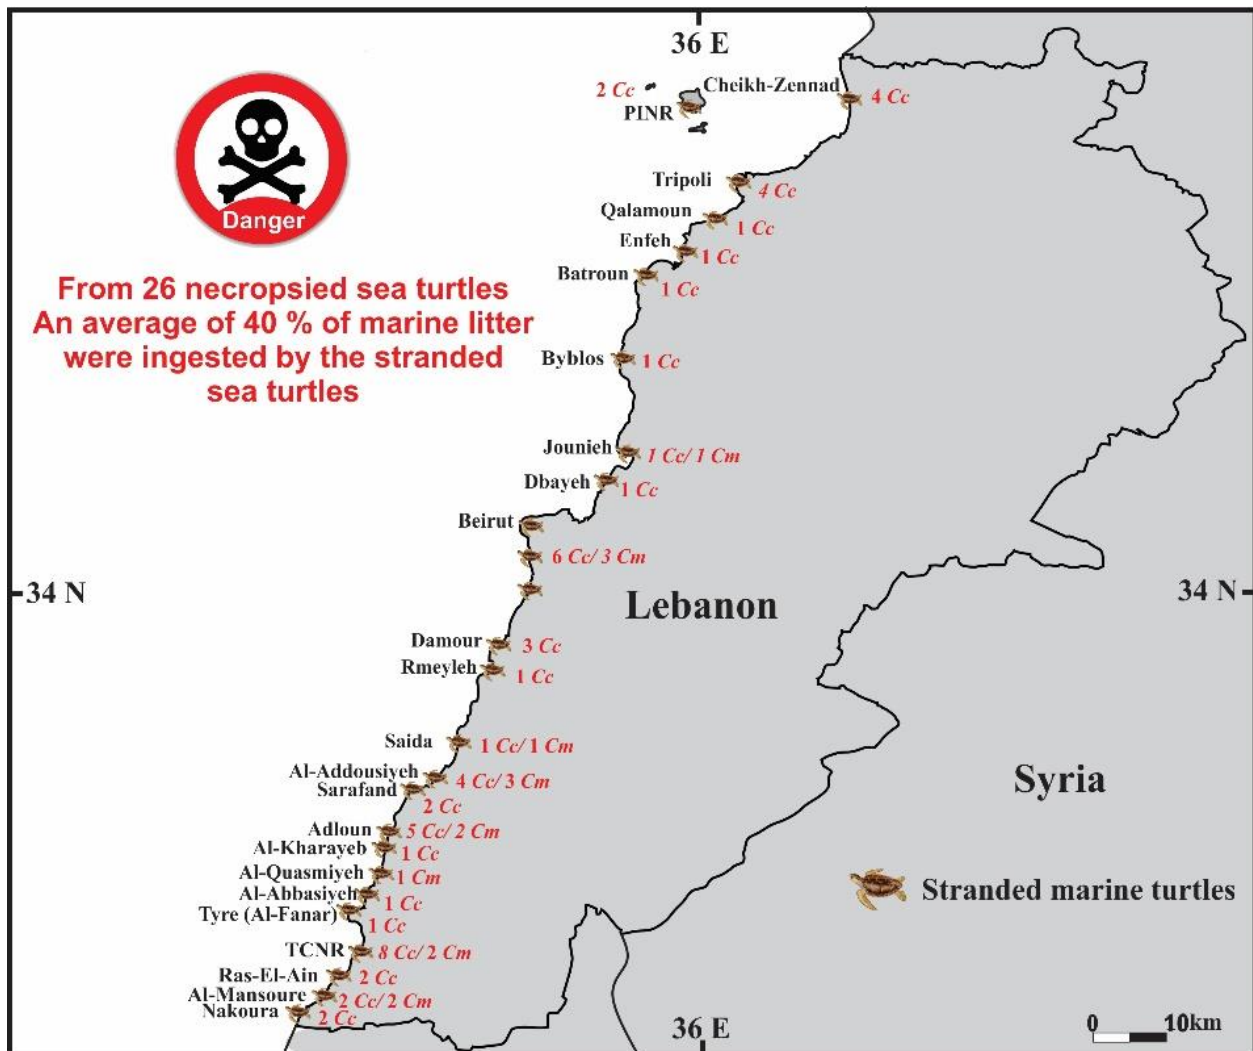 36 E
2 Cc
Cheikh-Zennad
4 Cc
PINR
Tripoli
4 Cc
Qalamoun
1 Cc
Enfeh
1 Cc
Batroun
1 Cc
Danger
From 26 necropsied sea turtles
An average of 40 % of marine litter
were ingested by the stranded
sea turtles
Byblos
1 Cc
Jounieh
1 Cc/ 1 Cm
Dbayeh
1 Cc
Beirut
6 Cc/ 3 Cm
34 N
Lebanon
34 N
Damour
3 Cc
Rmeyleh
1 Cc
Saida
1 Cc/ 1 Cm
Al-Addousiyeh
4 Cc/ 3 Cm
Sarafand
2 Cc
Syria
Adloun
5 Cc/ 2 Cm
Al-Kharayeb
1 Cc
Al-Quasmiyeh
1 Cm
Al-Abbasiyeh
1 Cc
Tyre (Al-Fanar)
1 Cc
Stranded marine turtles
TCNR
8 Cc/ 2 Cm
Ras-El-Ain
2 Cc
Al-Mansoure
2 Cc/ 2 Cm
Nakoura
2 Cc
36 E
0 10km